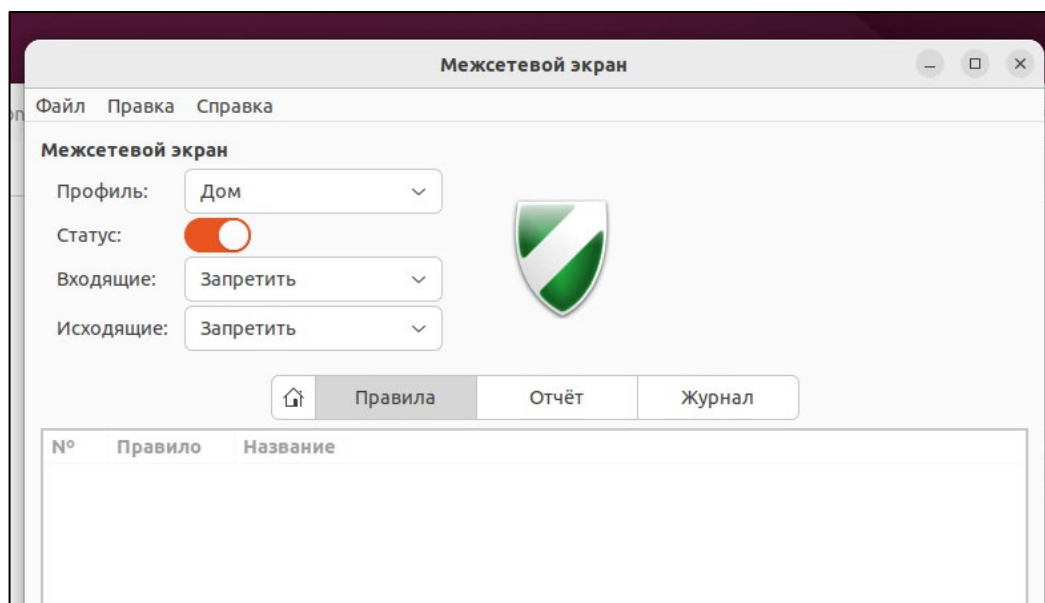 Межсетевой экран
Файл Правка Справка
Межсетевой экран
Профиль: Дом
Статус:
Входящие: Запретить
Исходящие: Запретить
Правила Отчёт Журнал
Nº Правило Название